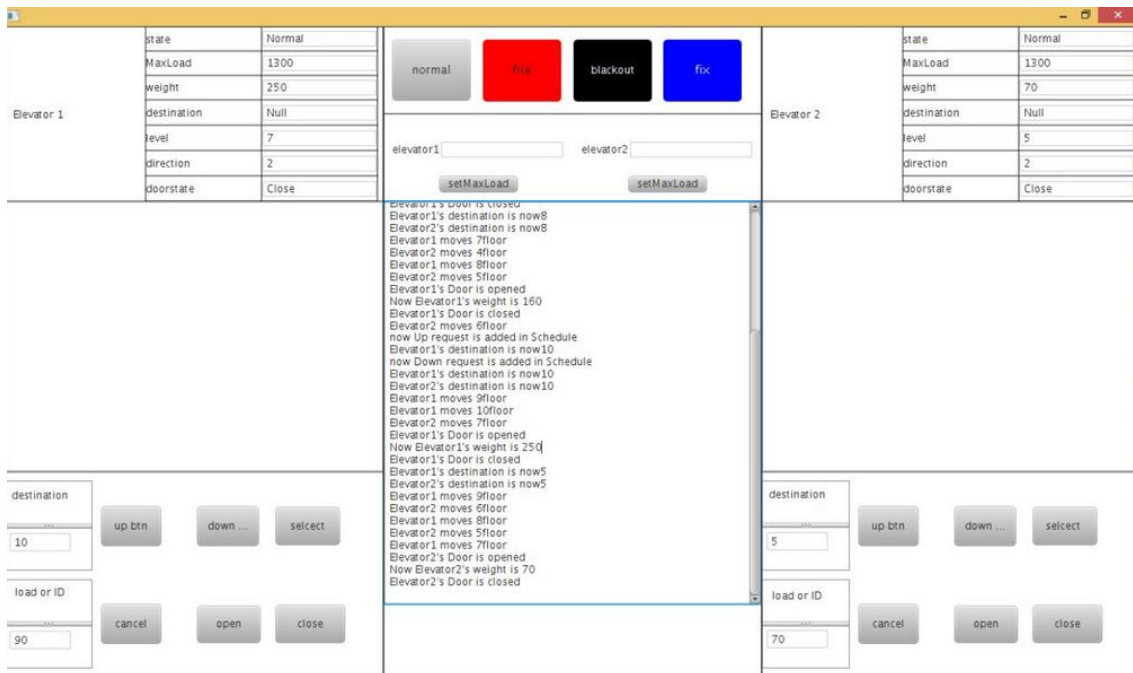 Elevator 1
state Normal
MaxLoad 1300
weight 250
destination Null
level 7
direction 2
doorstate Close
normal fire blackout fix
elevator1 elevator2
setMaxLoad setMaxLoad
Elevator 2
state Normal
MaxLoad 1300
weight 70
destination Null
level 5
direction 2
doorstate Close
Elevator1's Door is closed
Elevator1's destination is now8
Elevator2's destination is now8
Elevator1 moves 7floor
Elevator2 moves 4floor
Elevator1 moves 8floor
Elevator2 moves 5floor
Elevator1's Door is opened
Now Elevator1's weight is 160
Elevator1's Door is closed
Elevator2 moves 6floor
now Up request is added in Schedule
Elevator1's destination is now10
now Down request is added in Schedule
Elevator1's destination is now10
Elevator2's destination is now10
Elevator1 moves 9floor
Elevator1 moves 10floor
Elevator2 moves 7floor
Elevator1's Door is opened
Now Elevator1's weight is 250
Elevator1's Door is closed
Elevator1's destination is now5
Elevator2's destination is now5
Elevator1 moves 9floor
Elevator2 moves 6floor
Elevator1 moves 8floor
Elevator2 moves 5floor
Elevator1 moves 7floor
Elevator2's Door is opened
Now Elevator2's weight is 70
Elevator2's Door is closed
destination
...
10
up btn down ... selcect
load or ID
...
90
cancel open close
destination
...
5
up btn down ... selcect
load or ID
...
70
cancel open close